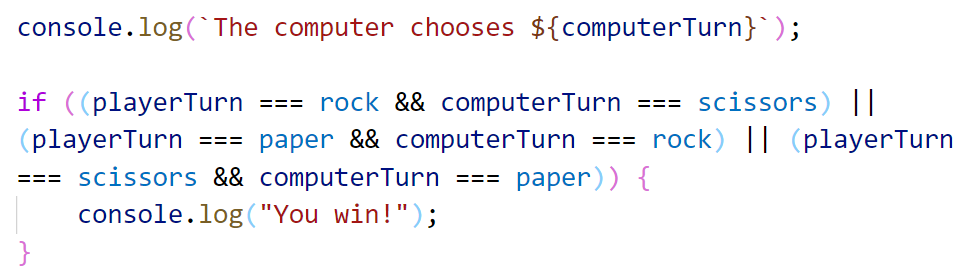 console.log(`The computer chooses ${computerTurn}`);

if ((playerTurn === rock && computerTurn === scissors) ||
(playerTurn === paper && computerTurn === rock) || (playerTurn
=== scissors && computerTurn === paper)) {
    console.log("You win!");
}